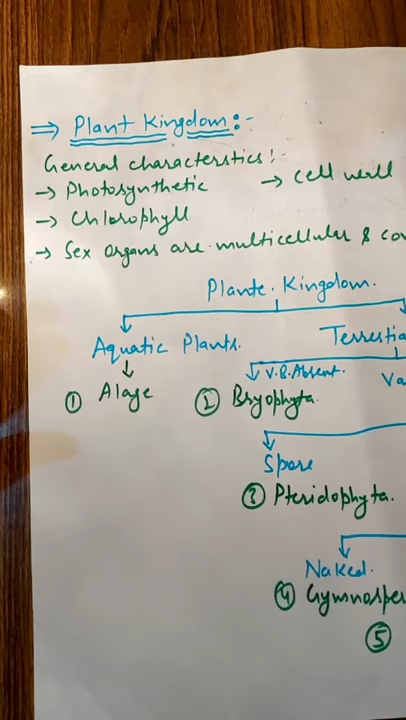 ⇒ Plant Kingdom:-
General characterstics:-
→ Photosynthetic → cell wall
→ Chlorophyll
→ Sex organs are multicellular & co
Plante. Kingdom.
Aquatic Plants. Terrestia
↓ V.B. Absent. Va
① Alage ② Bryophyta.
Spore
③ Pteridophyta.
Naked.
④ Gymnosper
⑤